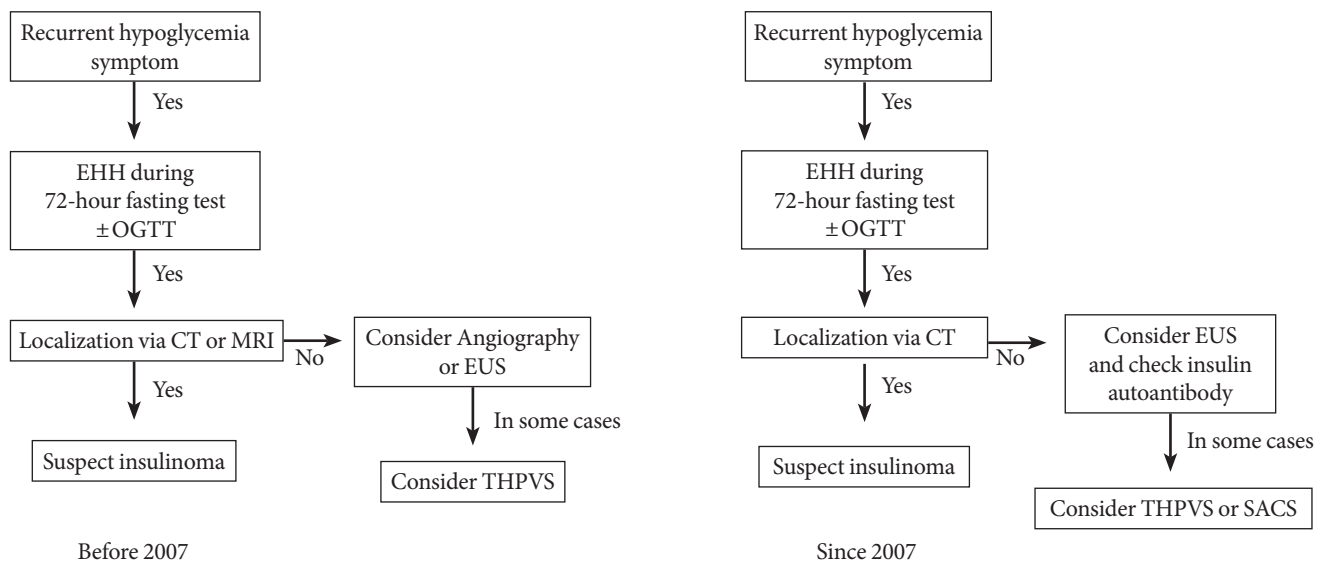 Recurrent hypoglycemia
symptom
Yes
EHH during
72-hour fasting test
±OGTT
Yes
Localization via CT or MRI
No
Consider Angiography
or EUS
Yes
In some cases
Suspect insulinoma
Consider THPVS
Before 2007
Recurrent hypoglycemia
symptom
Yes
EHH during
72-hour fasting test
±OGTT
Yes
Localization via CT
No
Consider EUS
and check insulin
autoantibody
Yes
In some cases
Suspect insulinoma
Consider THPVS or SACS
Since 2007